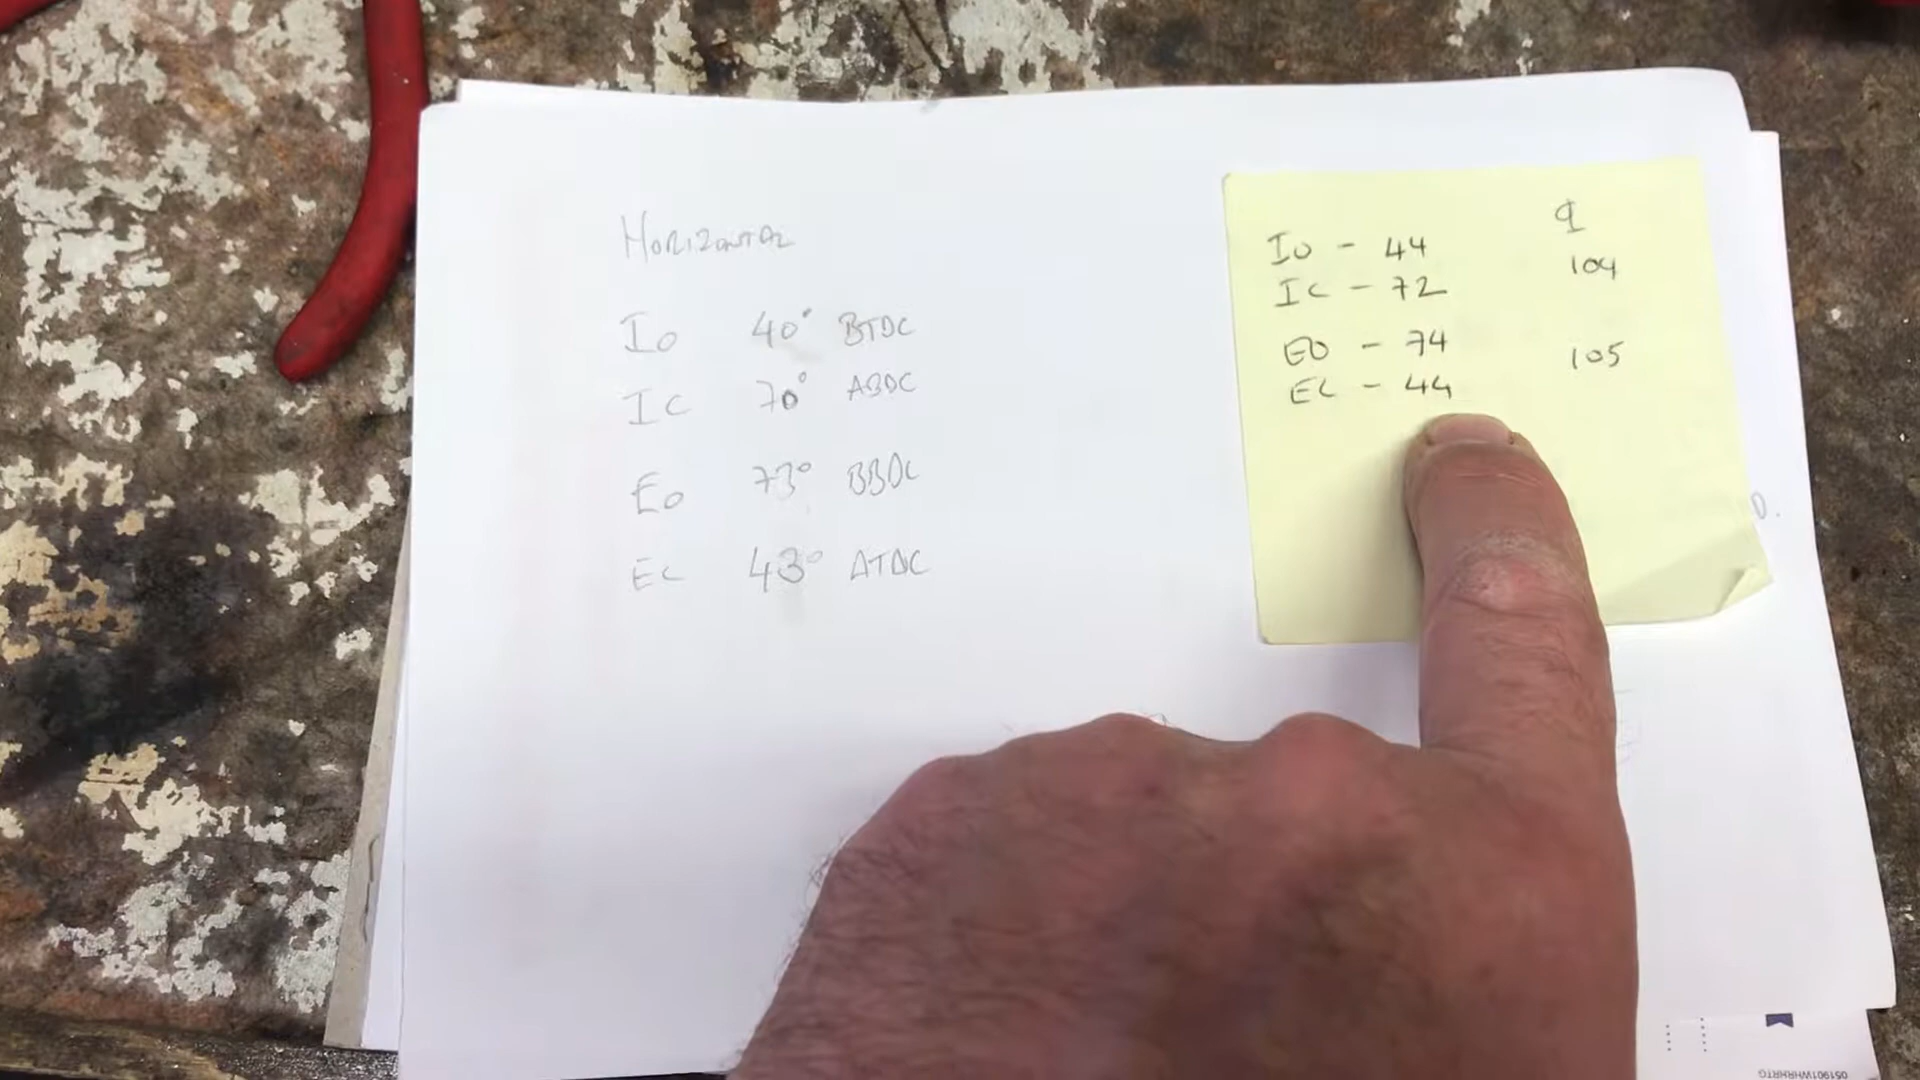 HORIZONTAL
IO 40° BTDC
IC 70° ABDC
EO 73° BBDC
EC 43° ATDC
IO - 44
IC - 72
104
EO - 74
EC - 44
105
D.
051901WHRHRTG